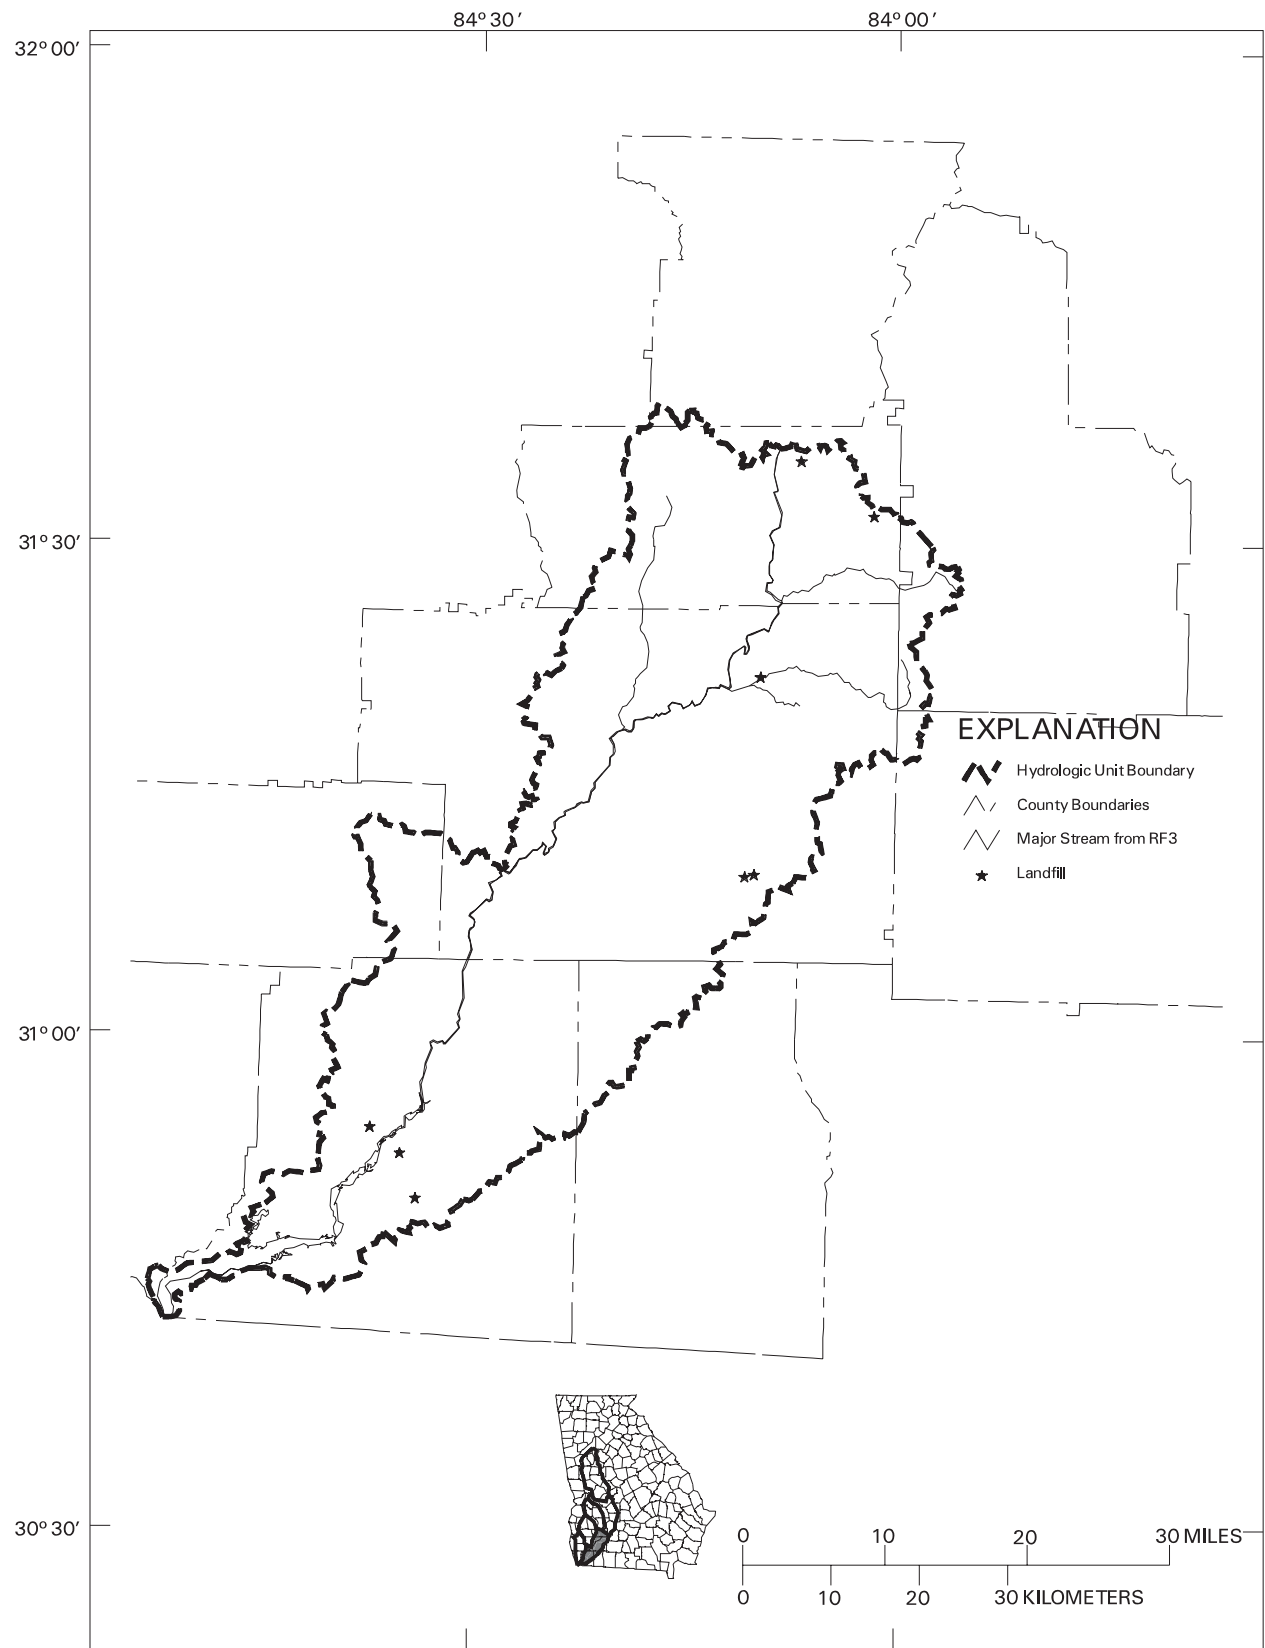 84° 30′ 84° 00′
32° 00′
31° 30′
EXPLANATION
Hydrologic Unit Boundary
County Boundaries
Major Stream from RF3
Landfill
31° 00′
30° 30′
0 10 20 30 MILES
0 10 20 30 KILOMETERS